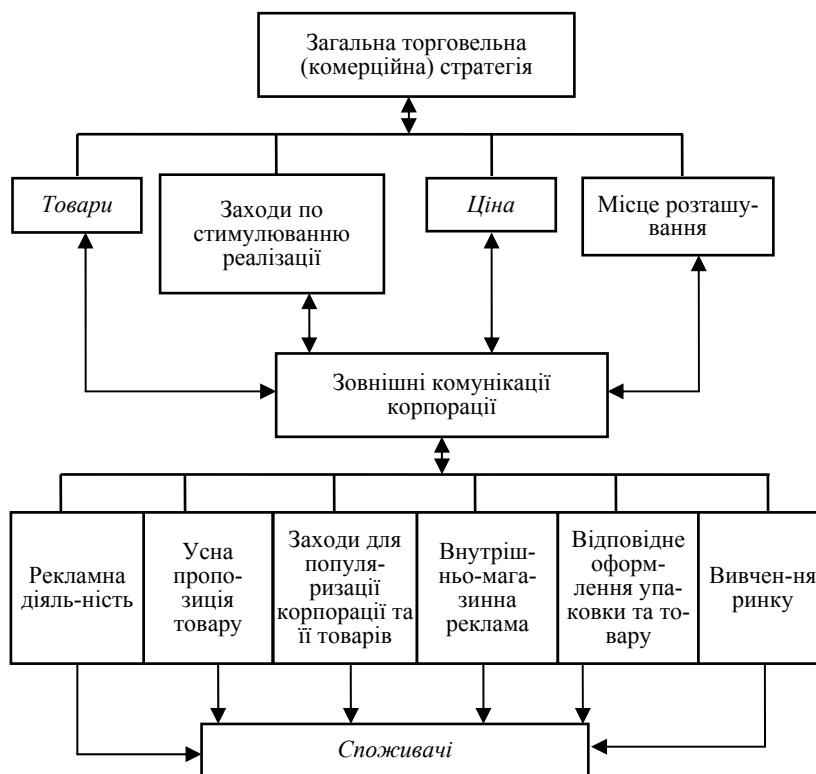 Загальна торговельна
(комерційна) стратегія
Товари
Заходи по
стимулюванню
реалізації
Ціна
Місце розташу-
вання
Зовнішні комунікації
корпорації
Рекламна
діяль-ність
Усна
пропо-
зиція
товару
Заходи для
популя-
ризації
корпорації та
її товарів
Внутріш-
ньо-мага-
зинна
реклама
Відповідне
оформ-
лення упа-
ковки та то-
вару
Вивчен-ня
ринку
Споживачі